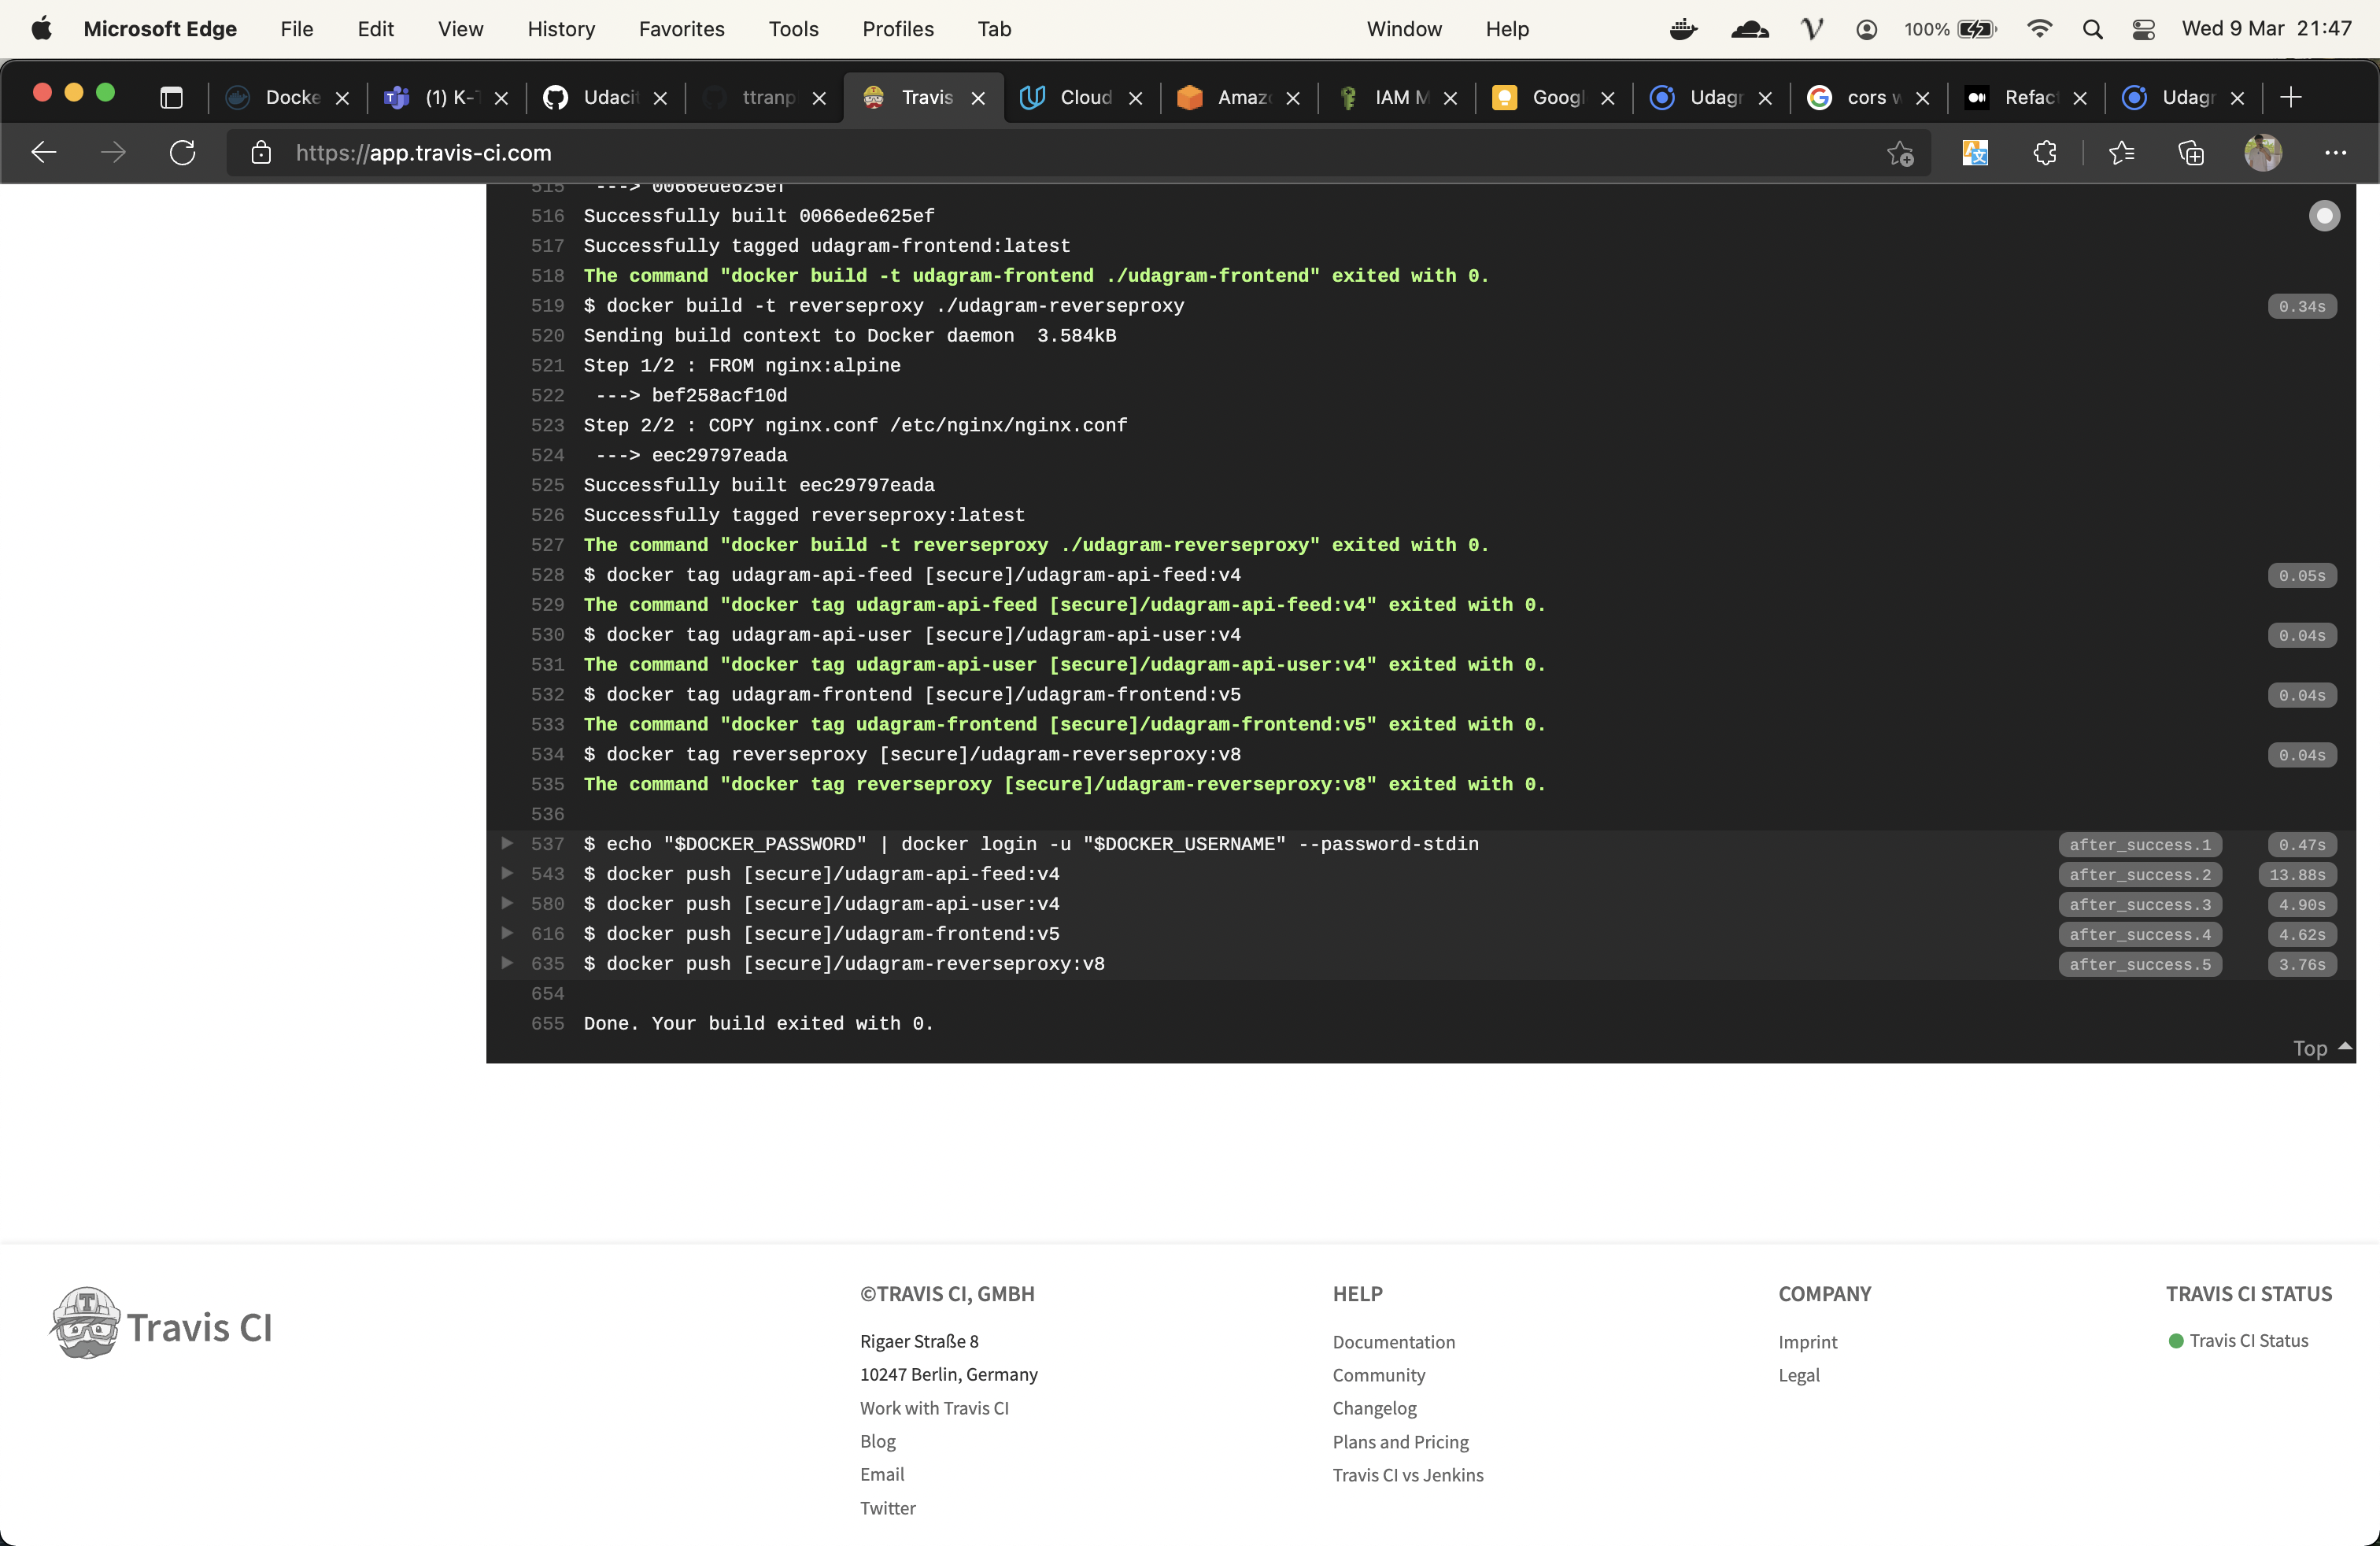 Microsoft Edge File Edit View History Favorites Tools Profiles Tab Window Help 100% Wed 9 Mar 21:47
Docke (1) K-T Udacit ttranp Travis Cloud Amazo IAM M Googl Udagr cors w Refact Udagr
https://app.travis-ci.com
515 ---> 0066ede625ef
516 Successfully built 0066ede625ef
517 Successfully tagged udagram-frontend:latest
518 The command "docker build -t udagram-frontend ./udagram-frontend" exited with 0.
519 $ docker build -t reverseproxy ./udagram-reverseproxy 0.34s
520 Sending build context to Docker daemon  3.584kB
521 Step 1/2 : FROM nginx:alpine
522 ---> bef258acf10d
523 Step 2/2 : COPY nginx.conf /etc/nginx/nginx.conf
524 ---> eec29797eada
525 Successfully built eec29797eada
526 Successfully tagged reverseproxy:latest
527 The command "docker build -t reverseproxy ./udagram-reverseproxy" exited with 0.
528 $ docker tag udagram-api-feed [secure]/udagram-api-feed:v4 0.05s
529 The command "docker tag udagram-api-feed [secure]/udagram-api-feed:v4" exited with 0.
530 $ docker tag udagram-api-user [secure]/udagram-api-user:v4 0.04s
531 The command "docker tag udagram-api-user [secure]/udagram-api-user:v4" exited with 0.
532 $ docker tag udagram-frontend [secure]/udagram-frontend:v5 0.04s
533 The command "docker tag udagram-frontend [secure]/udagram-frontend:v5" exited with 0.
534 $ docker tag reverseproxy [secure]/udagram-reverseproxy:v8 0.04s
535 The command "docker tag reverseproxy [secure]/udagram-reverseproxy:v8" exited with 0.
536
537 $ echo "$DOCKER_PASSWORD" | docker login -u "$DOCKER_USERNAME" --password-stdin after_success.1 0.47s
543 $ docker push [secure]/udagram-api-feed:v4 after_success.2 13.88s
580 $ docker push [secure]/udagram-api-user:v4 after_success.3 4.90s
616 $ docker push [secure]/udagram-frontend:v5 after_success.4 4.62s
635 $ docker push [secure]/udagram-reverseproxy:v8 after_success.5 3.76s
654
655 Done. Your build exited with 0.
Top
Travis CI
©TRAVIS CI, GMBH
Rigaer Straße 8
10247 Berlin, Germany
Work with Travis CI
Blog
Email
Twitter
HELP
Documentation
Community
Changelog
Plans and Pricing
Travis CI vs Jenkins
COMPANY
Imprint
Legal
TRAVIS CI STATUS
Travis CI Status